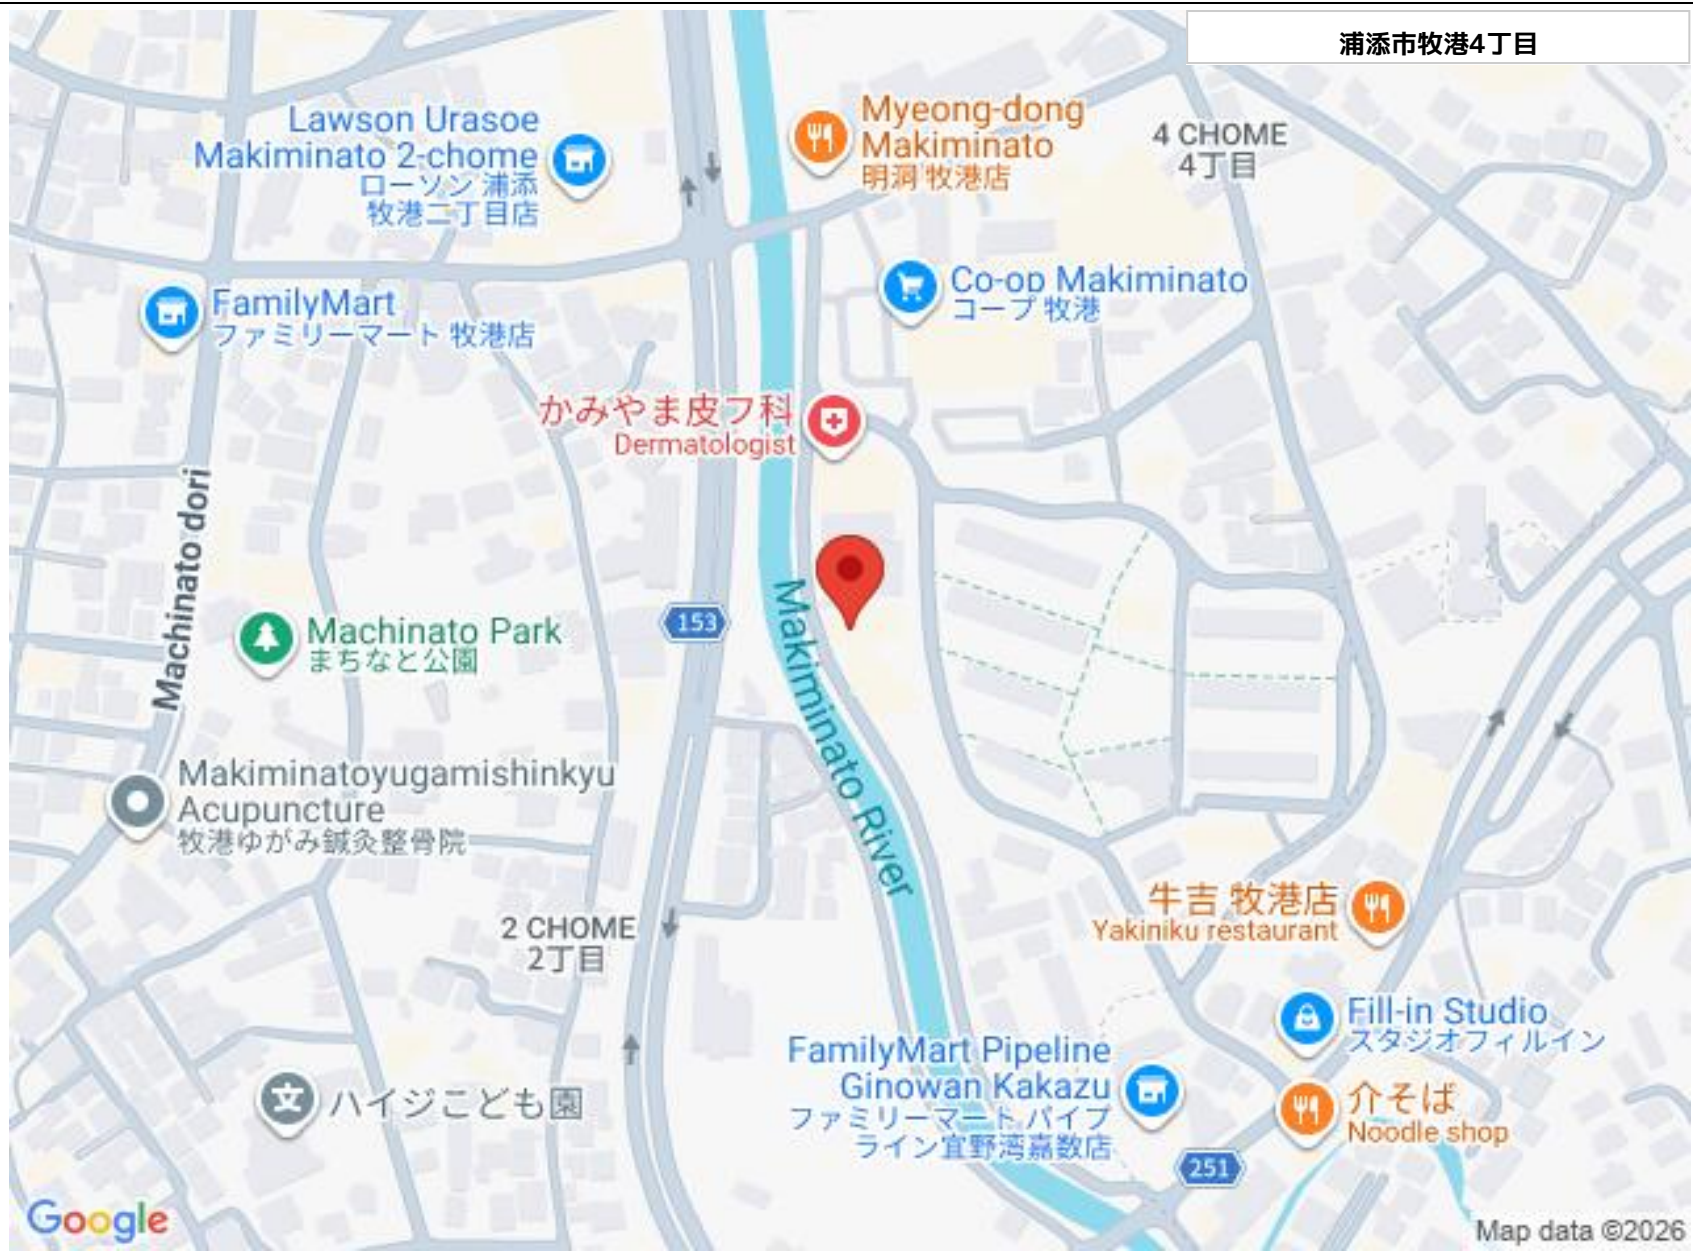 浦添市牧港4丁目
Lawson Urasoe
Makiminato 2-chome
ローソン 浦添
牧港二丁目店
Myeong-dong
Makiminato
明洞 牧港店
4 CHOME
4丁目
FamilyMart
ファミリーマート 牧港店
Co-op Makiminato
コープ 牧港
かみやま皮フ科
Dermatologist
Machinato dori
153
Machinato Park
まちなと公園
Makiminato River
Makiminatoyugamishinkyu
Acupuncture
牧港ゆがみ鍼灸整骨院
2 CHOME
2丁目
牛吉 牧港店
Yakiniku restaurant
Fill-in Studio
スタジオフィルイン
FamilyMart Pipeline
Ginowan Kakazu
ファミリーマート パイプ
ライン宜野湾嘉数店
文
ハイジこども園
介そば
Noodle shop
251
Google
Map data ©2026